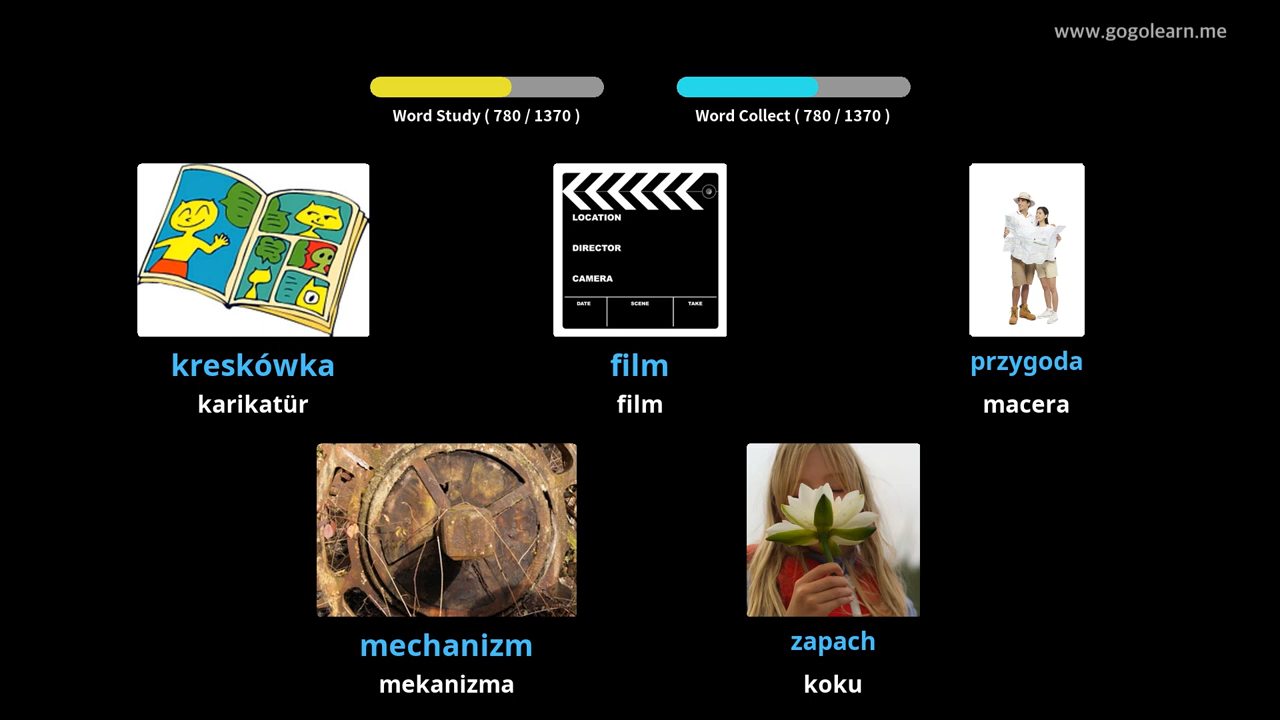 www.gogolearn.me
Word Study ( 780 / 1370 )
Word Collect ( 780 / 1370 )
LOCATION
DIRECTOR
CAMERA
DATE SCENE TAKE
kreskówka
karikatür
film
film
przygoda
macera
mechanizm
mekanizma
zapach
koku